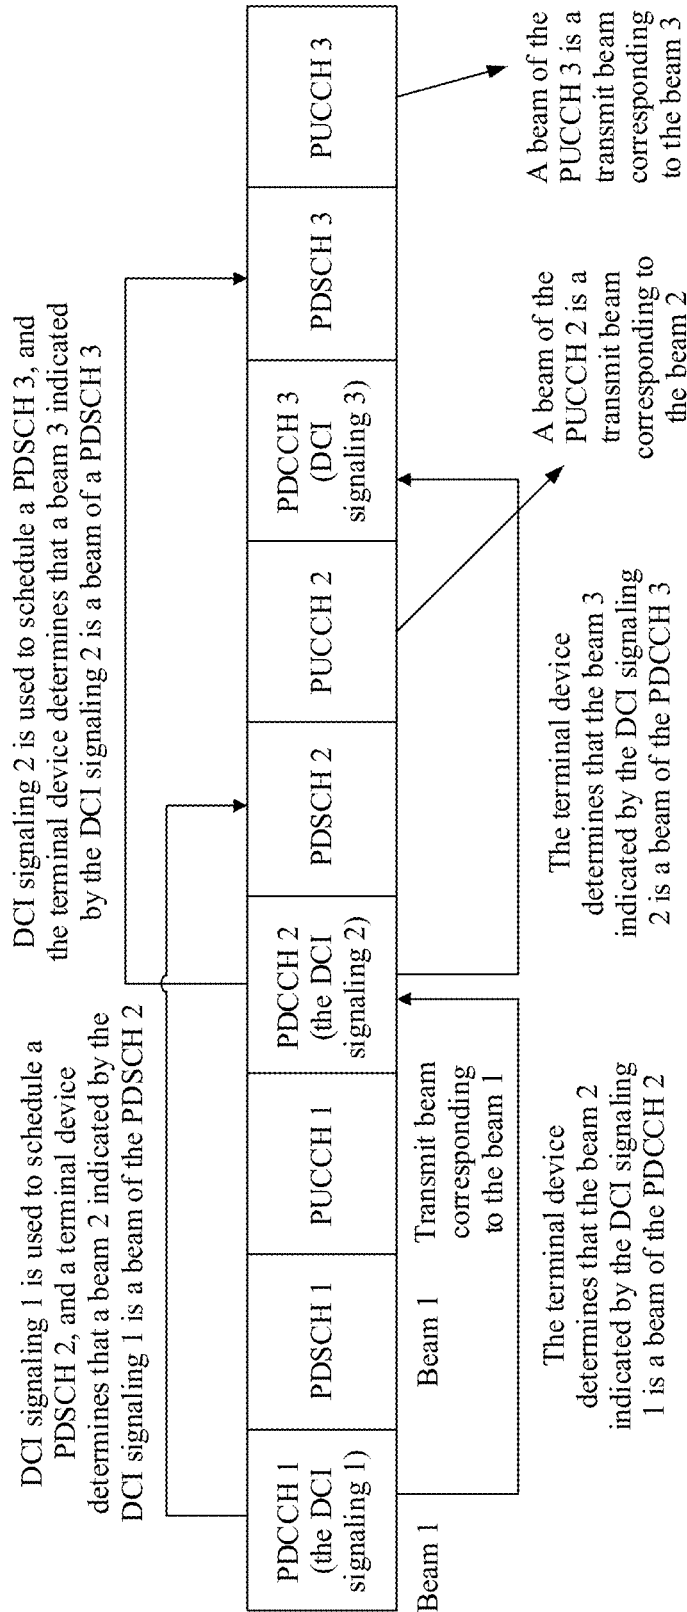 DCI signaling 1 is used to schedule a
PDSCH 2, and a terminal device
determines that a beam 2 indicated by the
DCI signaling 1 is a beam of the PDSCH 2
DCI signaling 2 is used to schedule a PDSCH 3, and
the terminal device determines that a beam 3 indicated
by the DCI signaling 2 is a beam of a PDSCH 3
PDCCH 1
(the DCI
signaling 1)
PDSCH 1
PUCCH 1
PDCCH 2
(the DCI
signaling 2)
PDSCH 2
PUCCH 2
PDCCH 3
(DCI
signaling 3)
PDSCH 3
PUCCH 3
Beam 1
Beam 1
Transmit beam
corresponding
to the beam 1
The terminal device
determines that the beam 2
indicated by the DCI signaling
1 is a beam of the PDCCH 2
The terminal device
determines that the beam 3
indicated by the DCI signaling
2 is a beam of the PDCCH 3
A beam of the
PUCCH 2 is a
transmit beam
corresponding to
the beam 2
A beam of the
PUCCH 3 is a
transmit beam
corresponding
to the beam 3